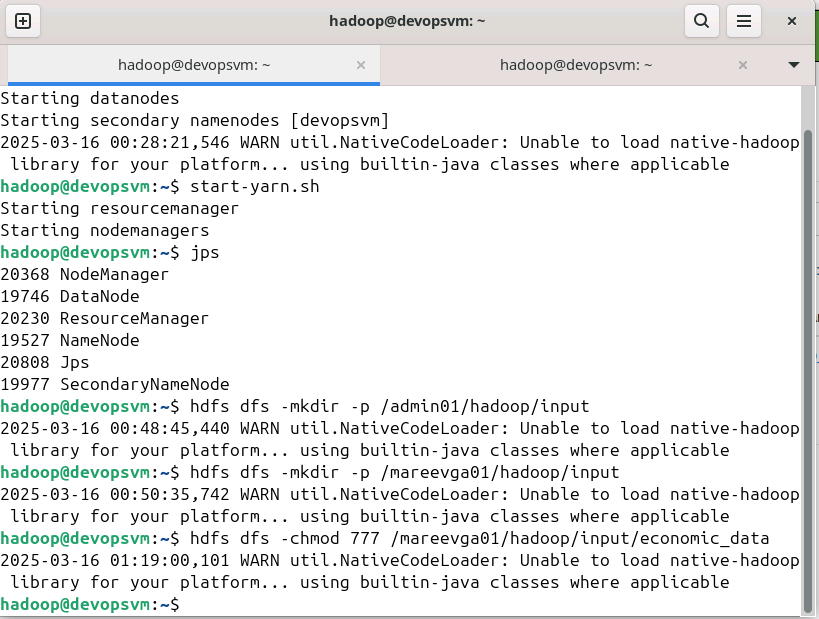 hadoop@devopsvm: ~
hadoop@devopsvm: ~
hadoop@devopsvm: ~
Starting datanodes
Starting secondary namenodes [devopsvm]
2025-03-16 00:28:21,546 WARN util.NativeCodeLoader: Unable to load native-hadoop
 library for your platform... using builtin-java classes where applicable
hadoop@devopsvm:~$ start-yarn.sh
Starting resourcemanager
Starting nodemanagers
hadoop@devopsvm:~$ jps
20368 NodeManager
19746 DataNode
20230 ResourceManager
19527 NameNode
20808 Jps
19977 SecondaryNameNode
hadoop@devopsvm:~$ hdfs dfs -mkdir -p /admin01/hadoop/input
2025-03-16 00:48:45,440 WARN util.NativeCodeLoader: Unable to load native-hadoop
 library for your platform... using builtin-java classes where applicable
hadoop@devopsvm:~$ hdfs dfs -mkdir -p /mareevga01/hadoop/input
2025-03-16 00:50:35,742 WARN util.NativeCodeLoader: Unable to load native-hadoop
 library for your platform... using builtin-java classes where applicable
hadoop@devopsvm:~$ hdfs dfs -chmod 777 /mareevga01/hadoop/input/economic_data
2025-03-16 01:19:00,101 WARN util.NativeCodeLoader: Unable to load native-hadoop
 library for your platform... using builtin-java classes where applicable
hadoop@devopsvm:~$